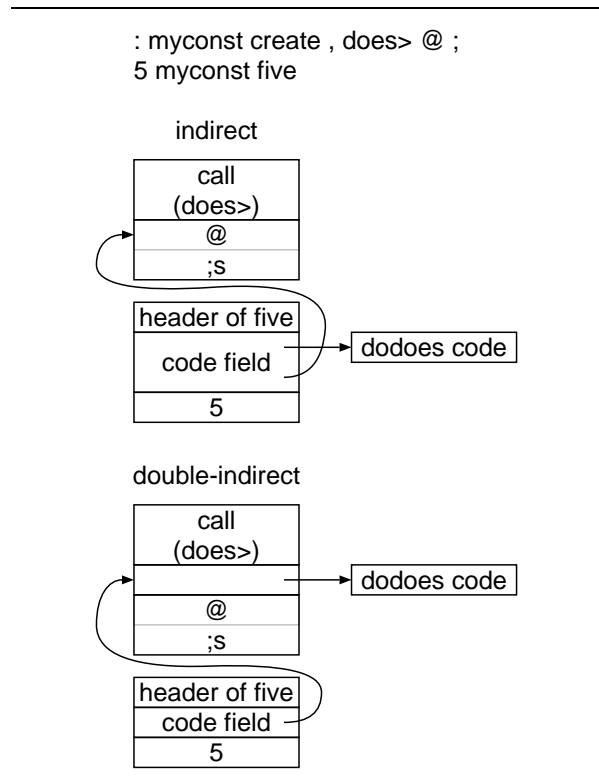 : myconst create , does> @ ;
5 myconst five
indirect
call
(does>)
@
;s
header of five
code field
dodoes code
5
double-indirect
call
(does>)
dodoes code
@
;s
header of five
code field
5